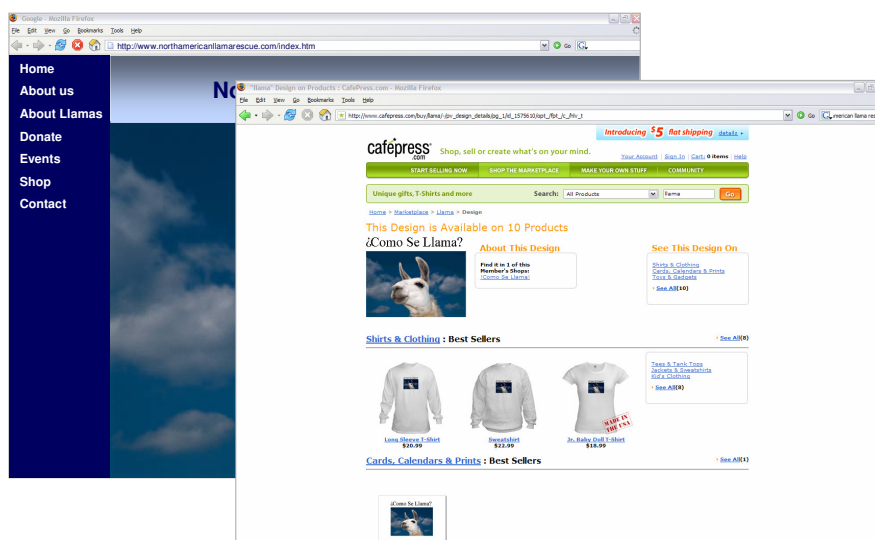 Google - Mozilla Firefox
File Edit View Go Bookmarks Tools Help
http://www.northamericanllamarescue.com/index.htm
Go
Home
About us
About Llamas
Donate
Events
Shop
Contact
"llama" Design on Products : CafePress.com - Mozilla Firefox
File Edit View Go Bookmarks Tools Help
Go
Introducing $5 flat shipping details
cafepress.com Shop, sell or create what's on your mind.
Your Account Sign In Cart: 0 items Help
START SELLING NOW SHOP THE MARKETPLACE MAKE YOUR OWN STUFF COMMUNITY
Unique gifts, T-Shirts and more Search: All Products llama Go
Home > Marketplace > Llama > Design
This Design is Available on 10 Products
¿Como Se Llama?
About This Design
Find it in 1 of this
Member's Shops:
!Como Se Llama!
See This Design On
Shirts & Clothing
Cards, Calendars & Prints
Toys & Gadgets
See All(10)
Shirts & Clothing : Best Sellers
See All(8)
Tees & Tank Tops
Jackets & Sweatshirts
Kid's Clothing
See All(8)
MADE IN
THE USA
Long Sleeve T-Shirt
$20.99
Sweatshirt
$22.99
Jr. Baby Doll T-Shirt
$18.99
Cards, Calendars & Prints : Best Sellers
See All(1)
¿Como Se Llama?